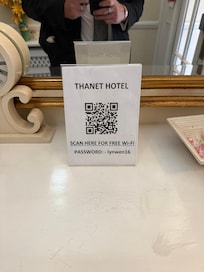 THANET HOTEL
SCAN HERE FOR FREE Wi-Fi
PASSWORD:- lynwen16